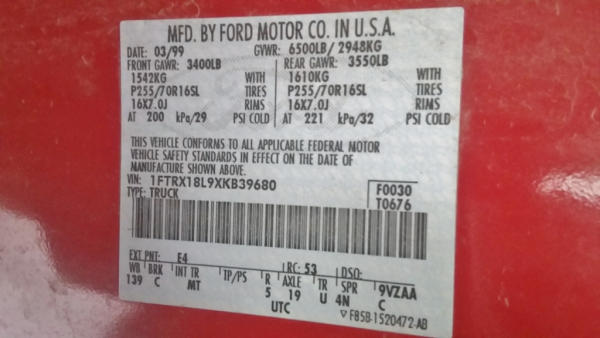 MFD. BY FORD MOTOR CO. IN U.S.A.
DATE: 03/99 GVWR: 6500LB/ 2948KG
FRONT GAWR: 3400LB REAR GAWR: 3550LB
1542KG WITH 1610KG WITH
P255/70R16SL TIRES P255/70R16SL TIRES
16X7.0J RIMS 16X7.0J RIMS
AT 200 kPa/29 PSI COLD AT 221 kPa/32 PSI COLD
THIS VEHICLE CONFORMS TO ALL APPLICABLE FEDERAL MOTOR
VEHICLE SAFETY STANDARDS IN EFFECT ON THE DATE OF
MANUFACTURE SHOWN ABOVE.
VIN: 1FTRX18L9XKB39680 F0030
TYPE: TRUCK T0676
EXT PNT: E4 RC: 53 DSO:
WB BRK INT TR TP/PS R AXLE TR SPR 9VZAA
139 C MT 5 19 U 4N C
UTC ▽ F85B-1520472-AB